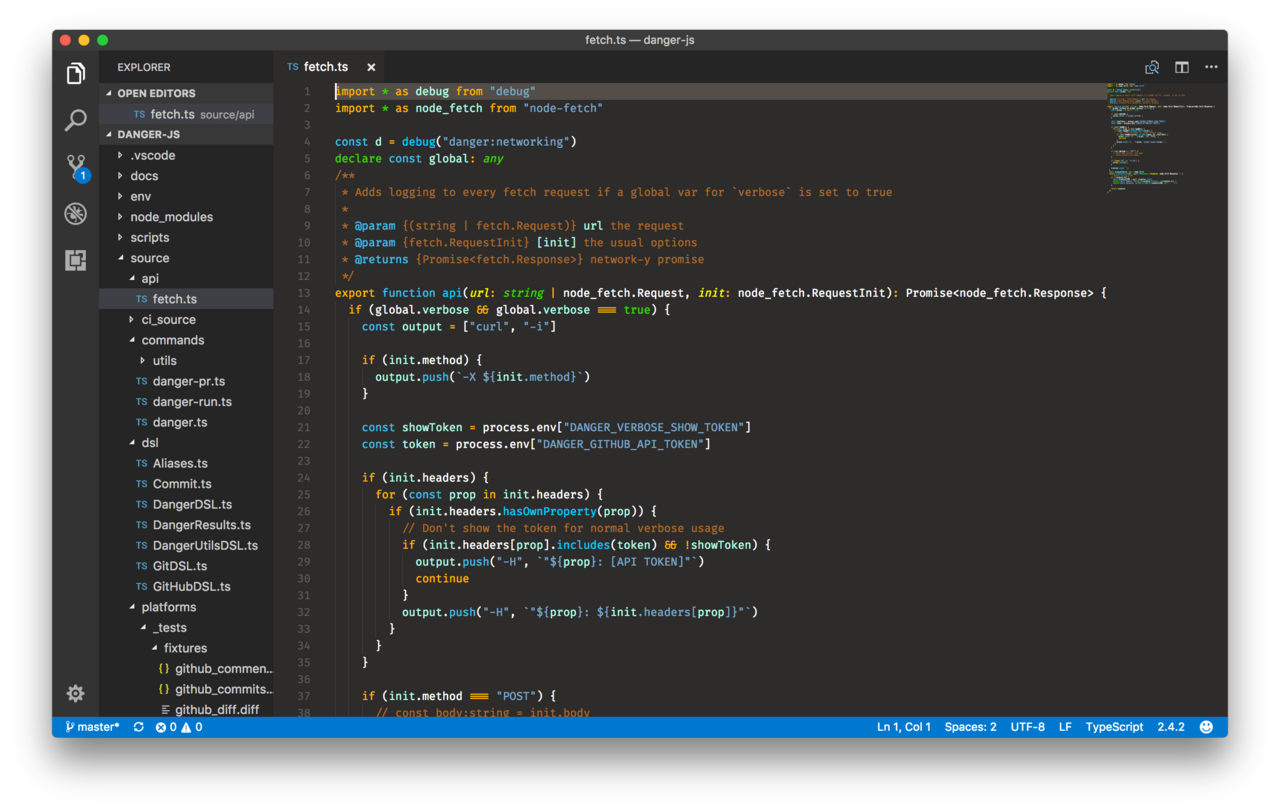 fetch.ts — danger-js
EXPLORER
OPEN EDITORS
TS fetch.ts source/api
DANGER-JS
.vscode
docs
env
node_modules
scripts
source
api
TS fetch.ts
ci_source
commands
utils
TS danger-pr.ts
TS danger-run.ts
TS danger.ts
dsl
TS Aliases.ts
TS Commit.ts
TS DangerDSL.ts
TS DangerResults.ts
TS DangerUtilsDSL.ts
TS GitDSL.ts
TS GitHubDSL.ts
platforms
_tests
fixtures
{} github_commen...
{} github_commits...
github_diff.diff
1
TS fetch.ts ×
1 import * as debug from "debug"
2 import * as node_fetch from "node-fetch"
3
4 const d = debug("danger:networking")
5 declare const global: any
6 /**
7 * Adds logging to every fetch request if a global var for `verbose` is set to true
8 *
9 * @param {(string | fetch.Request)} url the request
10 * @param {fetch.RequestInit} [init] the usual options
11 * @returns {Promise<fetch.Response>} network-y promise
12 */
13 export function api(url: string | node_fetch.Request, init: node_fetch.RequestInit): Promise<node_fetch.Response> {
14 if (global.verbose && global.verbose === true) {
15 const output = ["curl", "-i"]
16
17 if (init.method) {
18 output.push(`-X ${init.method}`)
19 }
20
21 const showToken = process.env["DANGER_VERBOSE_SHOW_TOKEN"]
22 const token = process.env["DANGER_GITHUB_API_TOKEN"]
23
24 if (init.headers) {
25 for (const prop in init.headers) {
26 if (init.headers.hasOwnProperty(prop)) {
27 // Don't show the token for normal verbose usage
28 if (init.headers[prop].includes(token) && !showToken) {
29 output.push("-H", `"${prop}: [API TOKEN]"`)
30 continue
31 }
32 output.push("-H", `"${prop}: ${init.headers[prop]}"`)
33 }
34 }
35 }
36
37 if (init.method === "POST") {
38 // const body:string = init.body
master* 0 0
Ln 1, Col 1 Spaces: 2 UTF-8 LF TypeScript 2.4.2